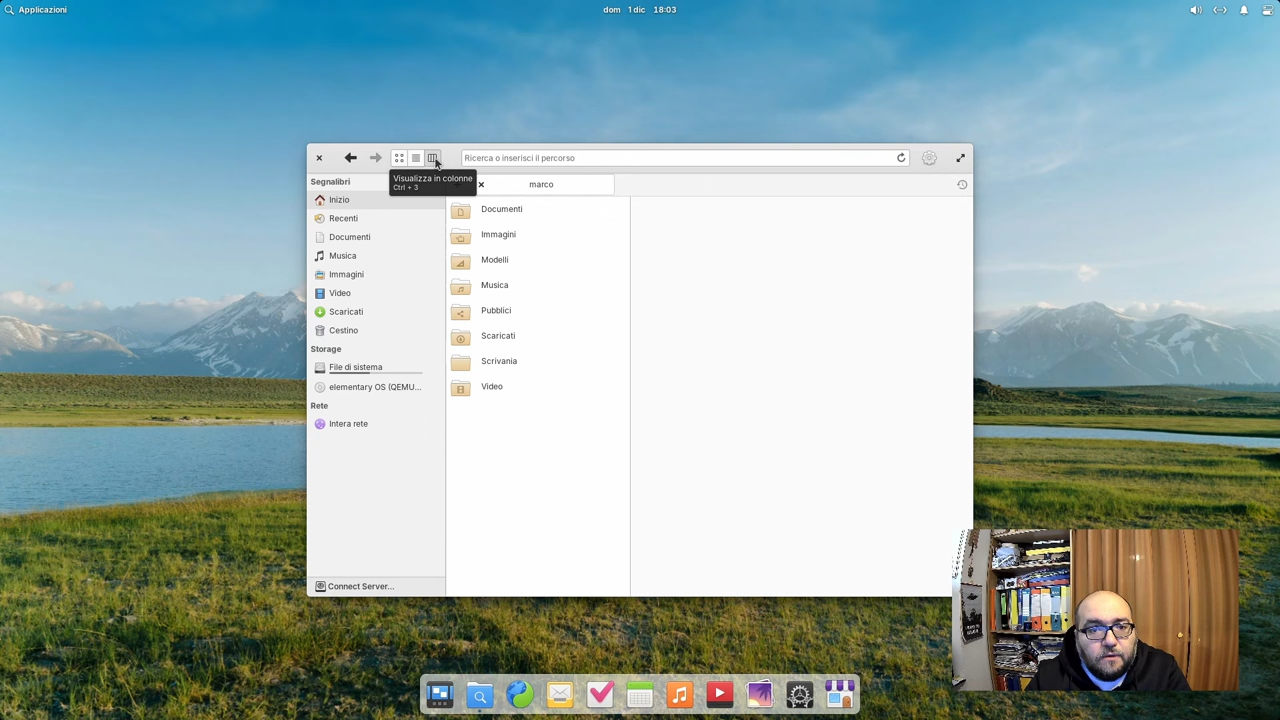 Applicazioni
dom 1 dic 18:03
Ricerca o inserisci il percorso
Visualizza in colonne
Ctrl + 3
marco
Segnalibri
Inizio
Recenti
Documenti
Musica
Immagini
Video
Scaricati
Cestino
Storage
File di sistema
elementary OS (QEMU...
Rete
Intera rete
Connect Server...
Documenti
Immagini
Modelli
Musica
Pubblici
Scaricati
Scrivania
Video